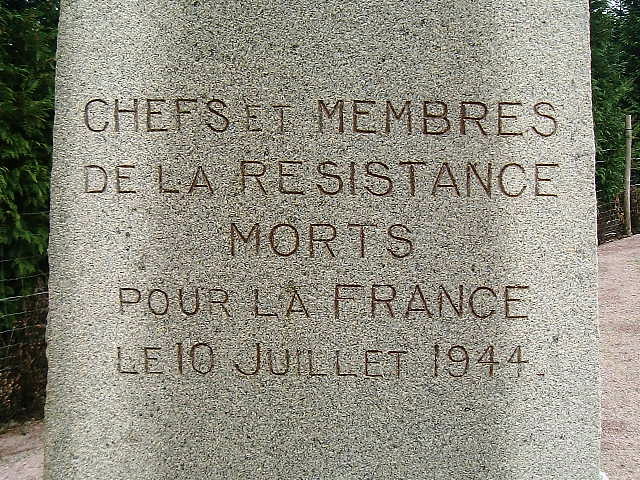 CHEFS ET MEMBRES
DE LA RESISTANCE
MORTS
POUR LA FRANCE
LE 10 JUILLET 1944.